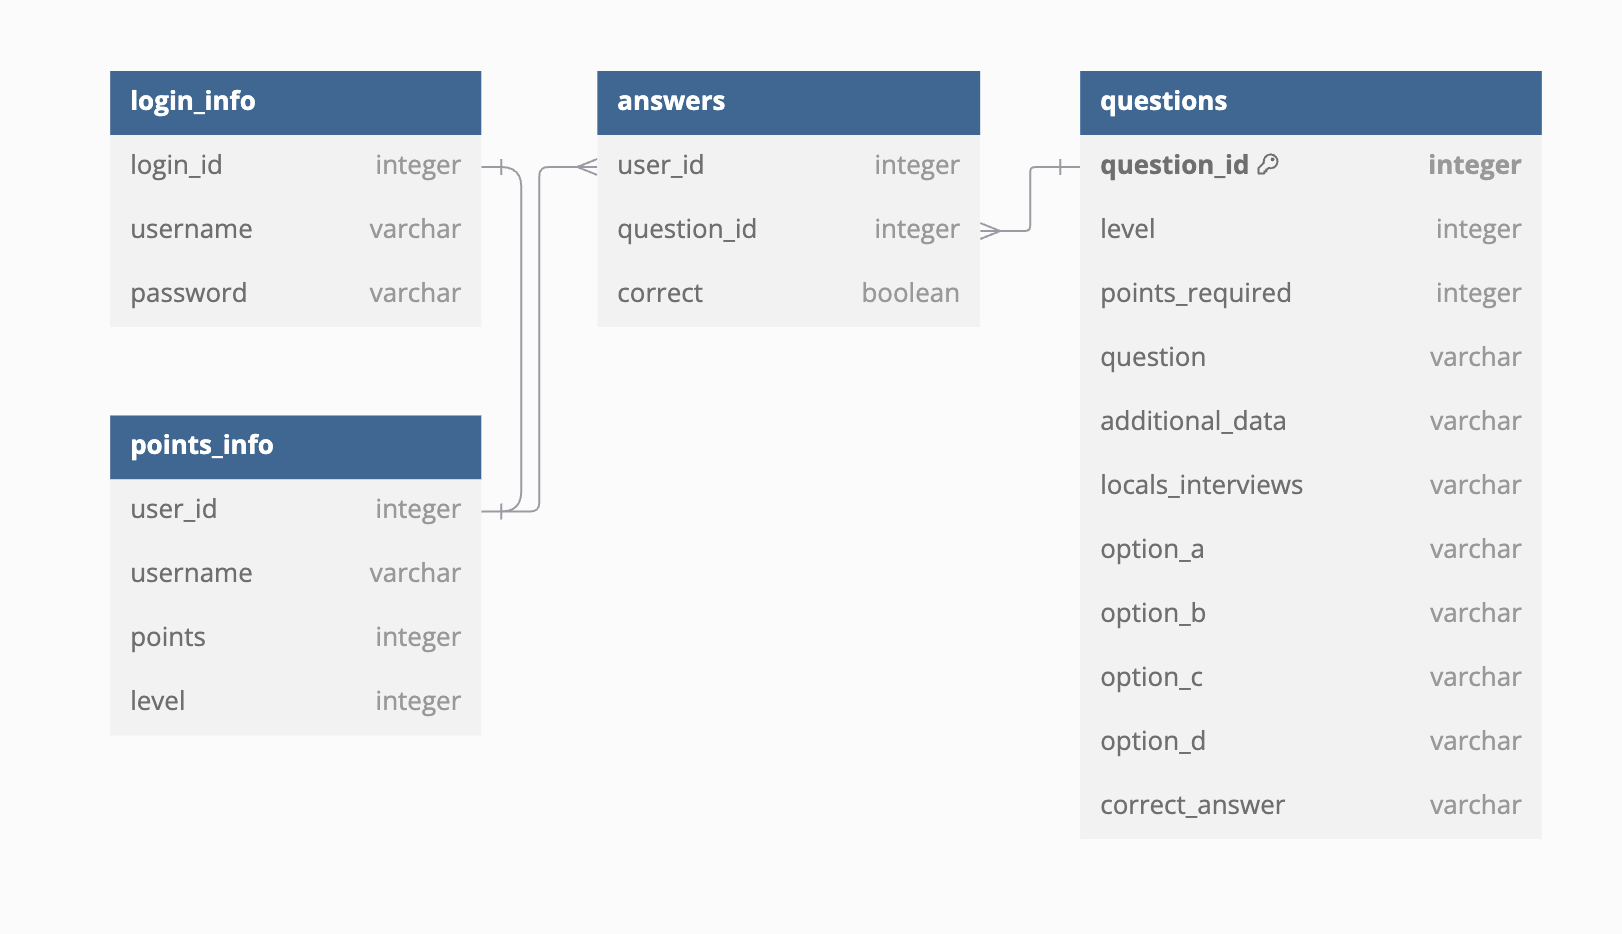 login_info
login_id integer
username varchar
password varchar
points_info
user_id integer
username varchar
points integer
level integer
answers
user_id integer
question_id integer
correct boolean
questions
question_id integer
level integer
points_required integer
question varchar
additional_data varchar
locals_interviews varchar
option_a varchar
option_b varchar
option_c varchar
option_d varchar
correct_answer varchar